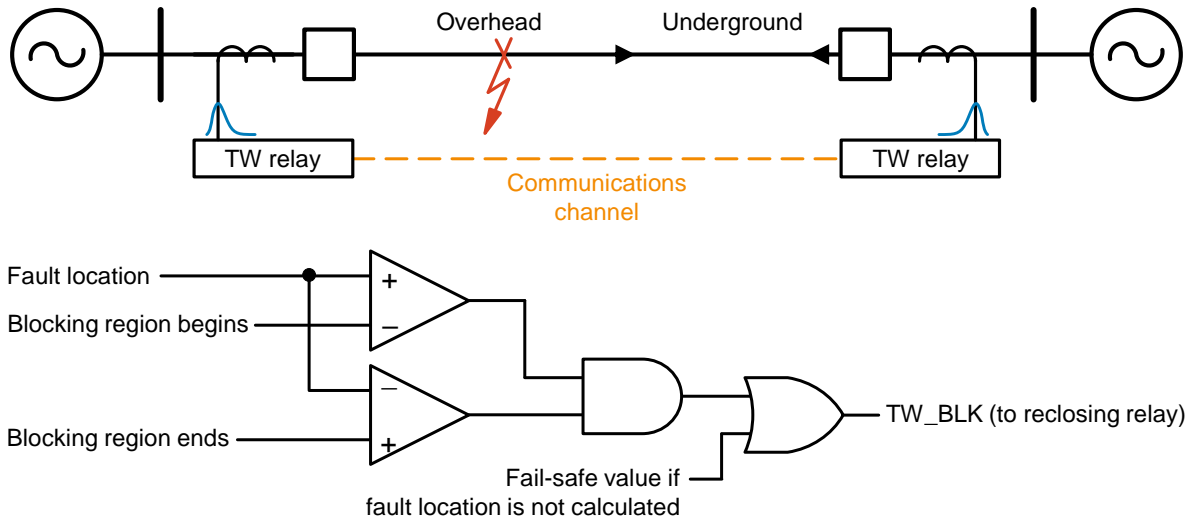 Overhead
Underground
TW relay
TW relay
Communications
channel
Fault location
+
Blocking region begins
−
−
Blocking region ends
+
TW_BLK (to reclosing relay)
Fail-safe value if
fault location is not calculated